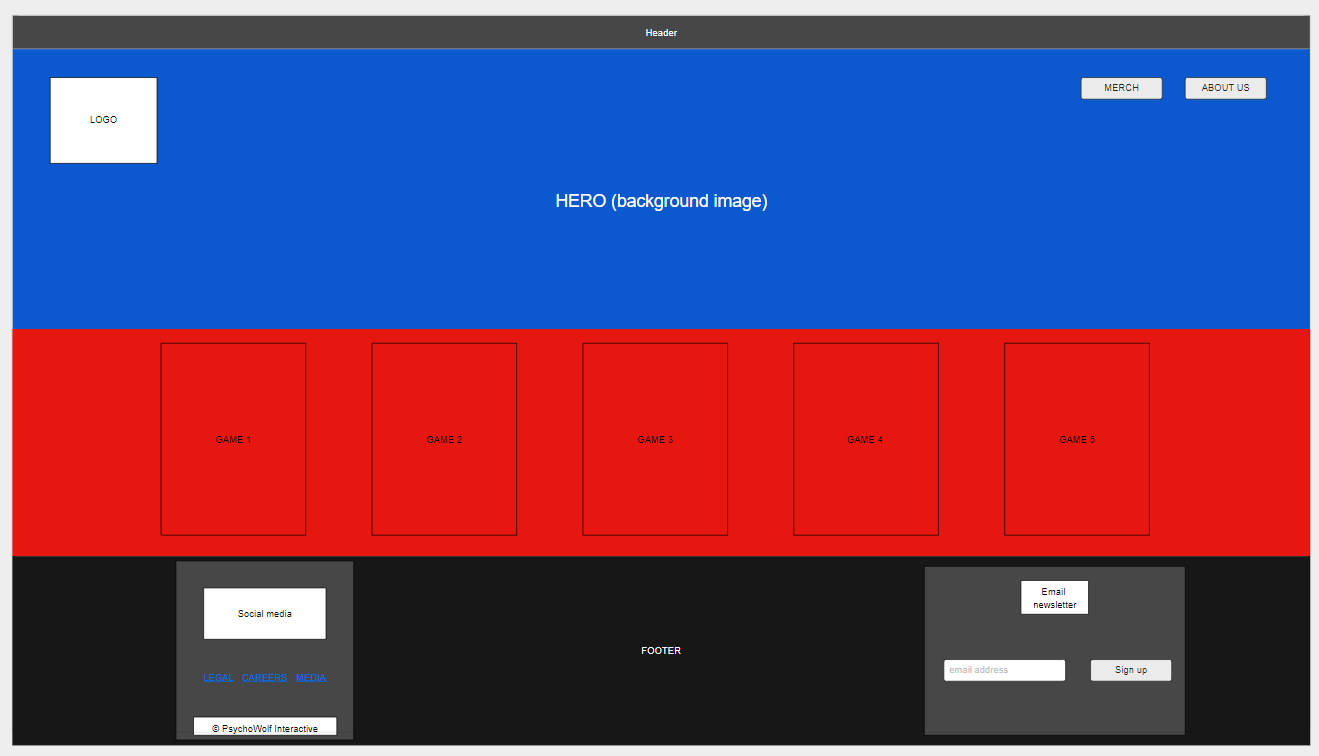 Header
LOGO
MERCH
ABOUT US
HERO (background image)
GAME 1
GAME 2
GAME 3
GAME 4
GAME 5
Social media
LEGAL CAREERS MEDIA
© PsychoWolf Interactive
FOOTER
Email
newsletter
email address
Sign up